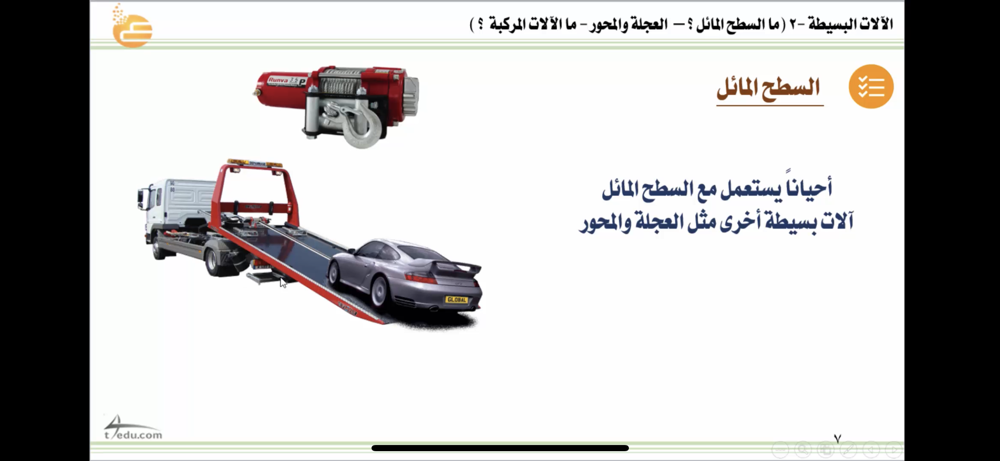 الآلات البسيطة -٢ (ما السطح المائل ؟ — العجلة والمحور - ما الآلات المركبة ؟ )
السطح المائل
Runva 3.5 P
أحياناً يستعمل مع السطح المائل
آلات بسيطة أخرى مثل العجلة والمحور
DEPANNAGE
GLOBAL
t4edu.com
٧